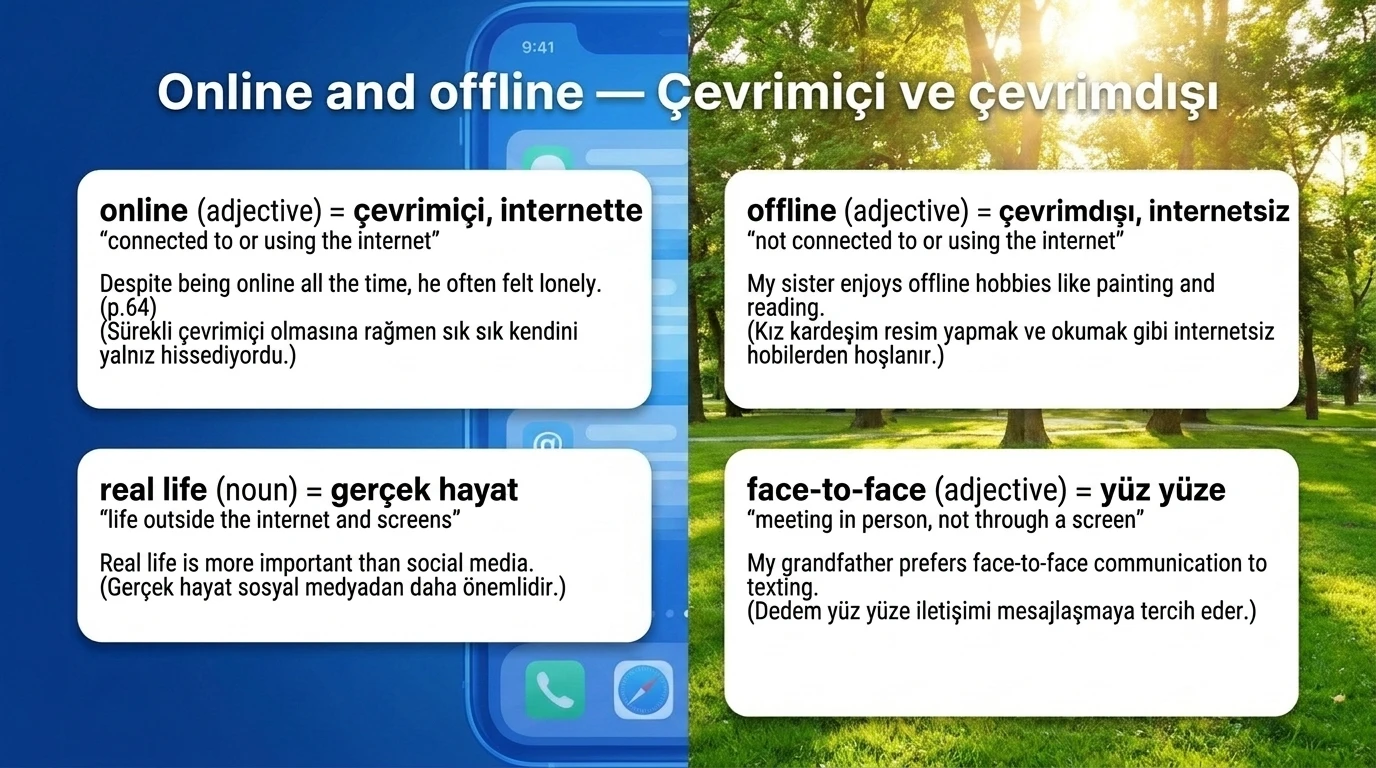 9:41
Online and offline — Çevrimiçi ve çevrimdışı
online (adjective) = çevrimiçi, internette
“connected to or using the internet”
Despite being online all the time, he often felt lonely.
(p.64)
(Sürekli çevrimiçi olmasına rağmen sık sık kendini
yalnız hissediyordu.)
offline (adjective) = çevrimdışı, internetsiz
“not connected to or using the internet”
My sister enjoys offline hobbies like painting and
reading.
(Kız kardeşim resim yapmak ve okumak gibi internetsiz
hobilerden hoşlanır.)
@
real life (noun) = gerçek hayat
“life outside the internet and screens”
Real life is more important than social media.
(Gerçek hayat sosyal medyadan daha önemlidir.)
face-to-face (adjective) = yüz yüze
“meeting in person, not through a screen”
My grandfather prefers face-to-face communication to
texting.
(Dedem yüz yüze iletişimi mesajlaşmaya tercih eder.)